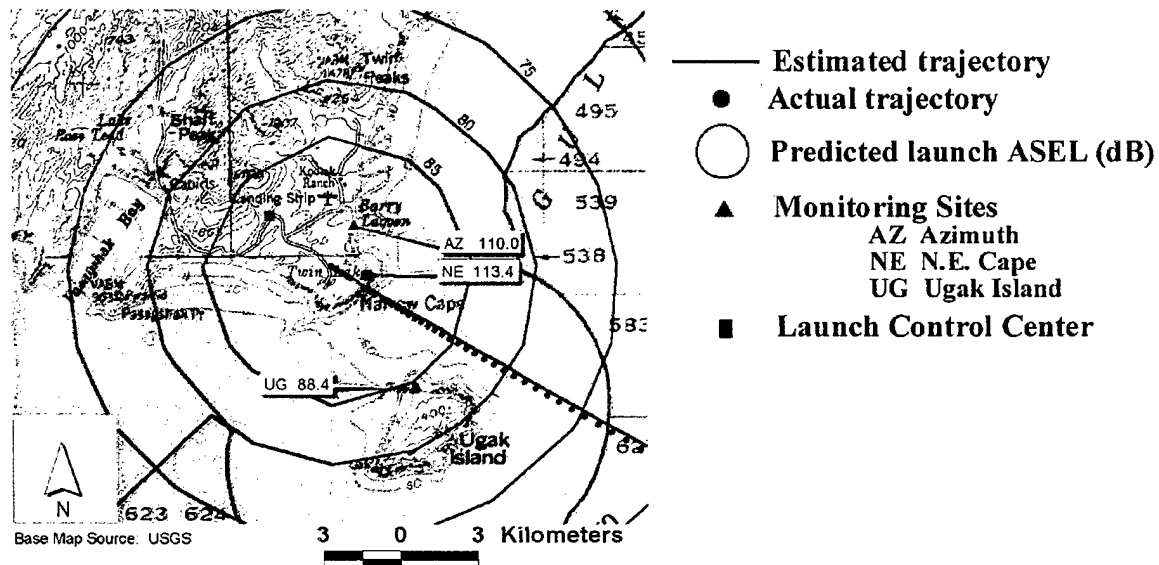 743
Twin
Peaks
75
Shaft
Peak
80
495
494
85
Kodiak
Ranch
G U L
539
Landing Strip
Barry
Lagoon
AZ 110.0
538
NE 113.4
Narrow Cape
583
UG 88.4
400
Ugak
Island
623 624
N
Base Map Source: USGS
3 0 3 Kilometers
Estimated trajectory
Actual trajectory
Predicted launch ASEL (dB)
Monitoring Sites
AZ Azimuth
NE N.E. Cape
UG Ugak Island
Launch Control Center